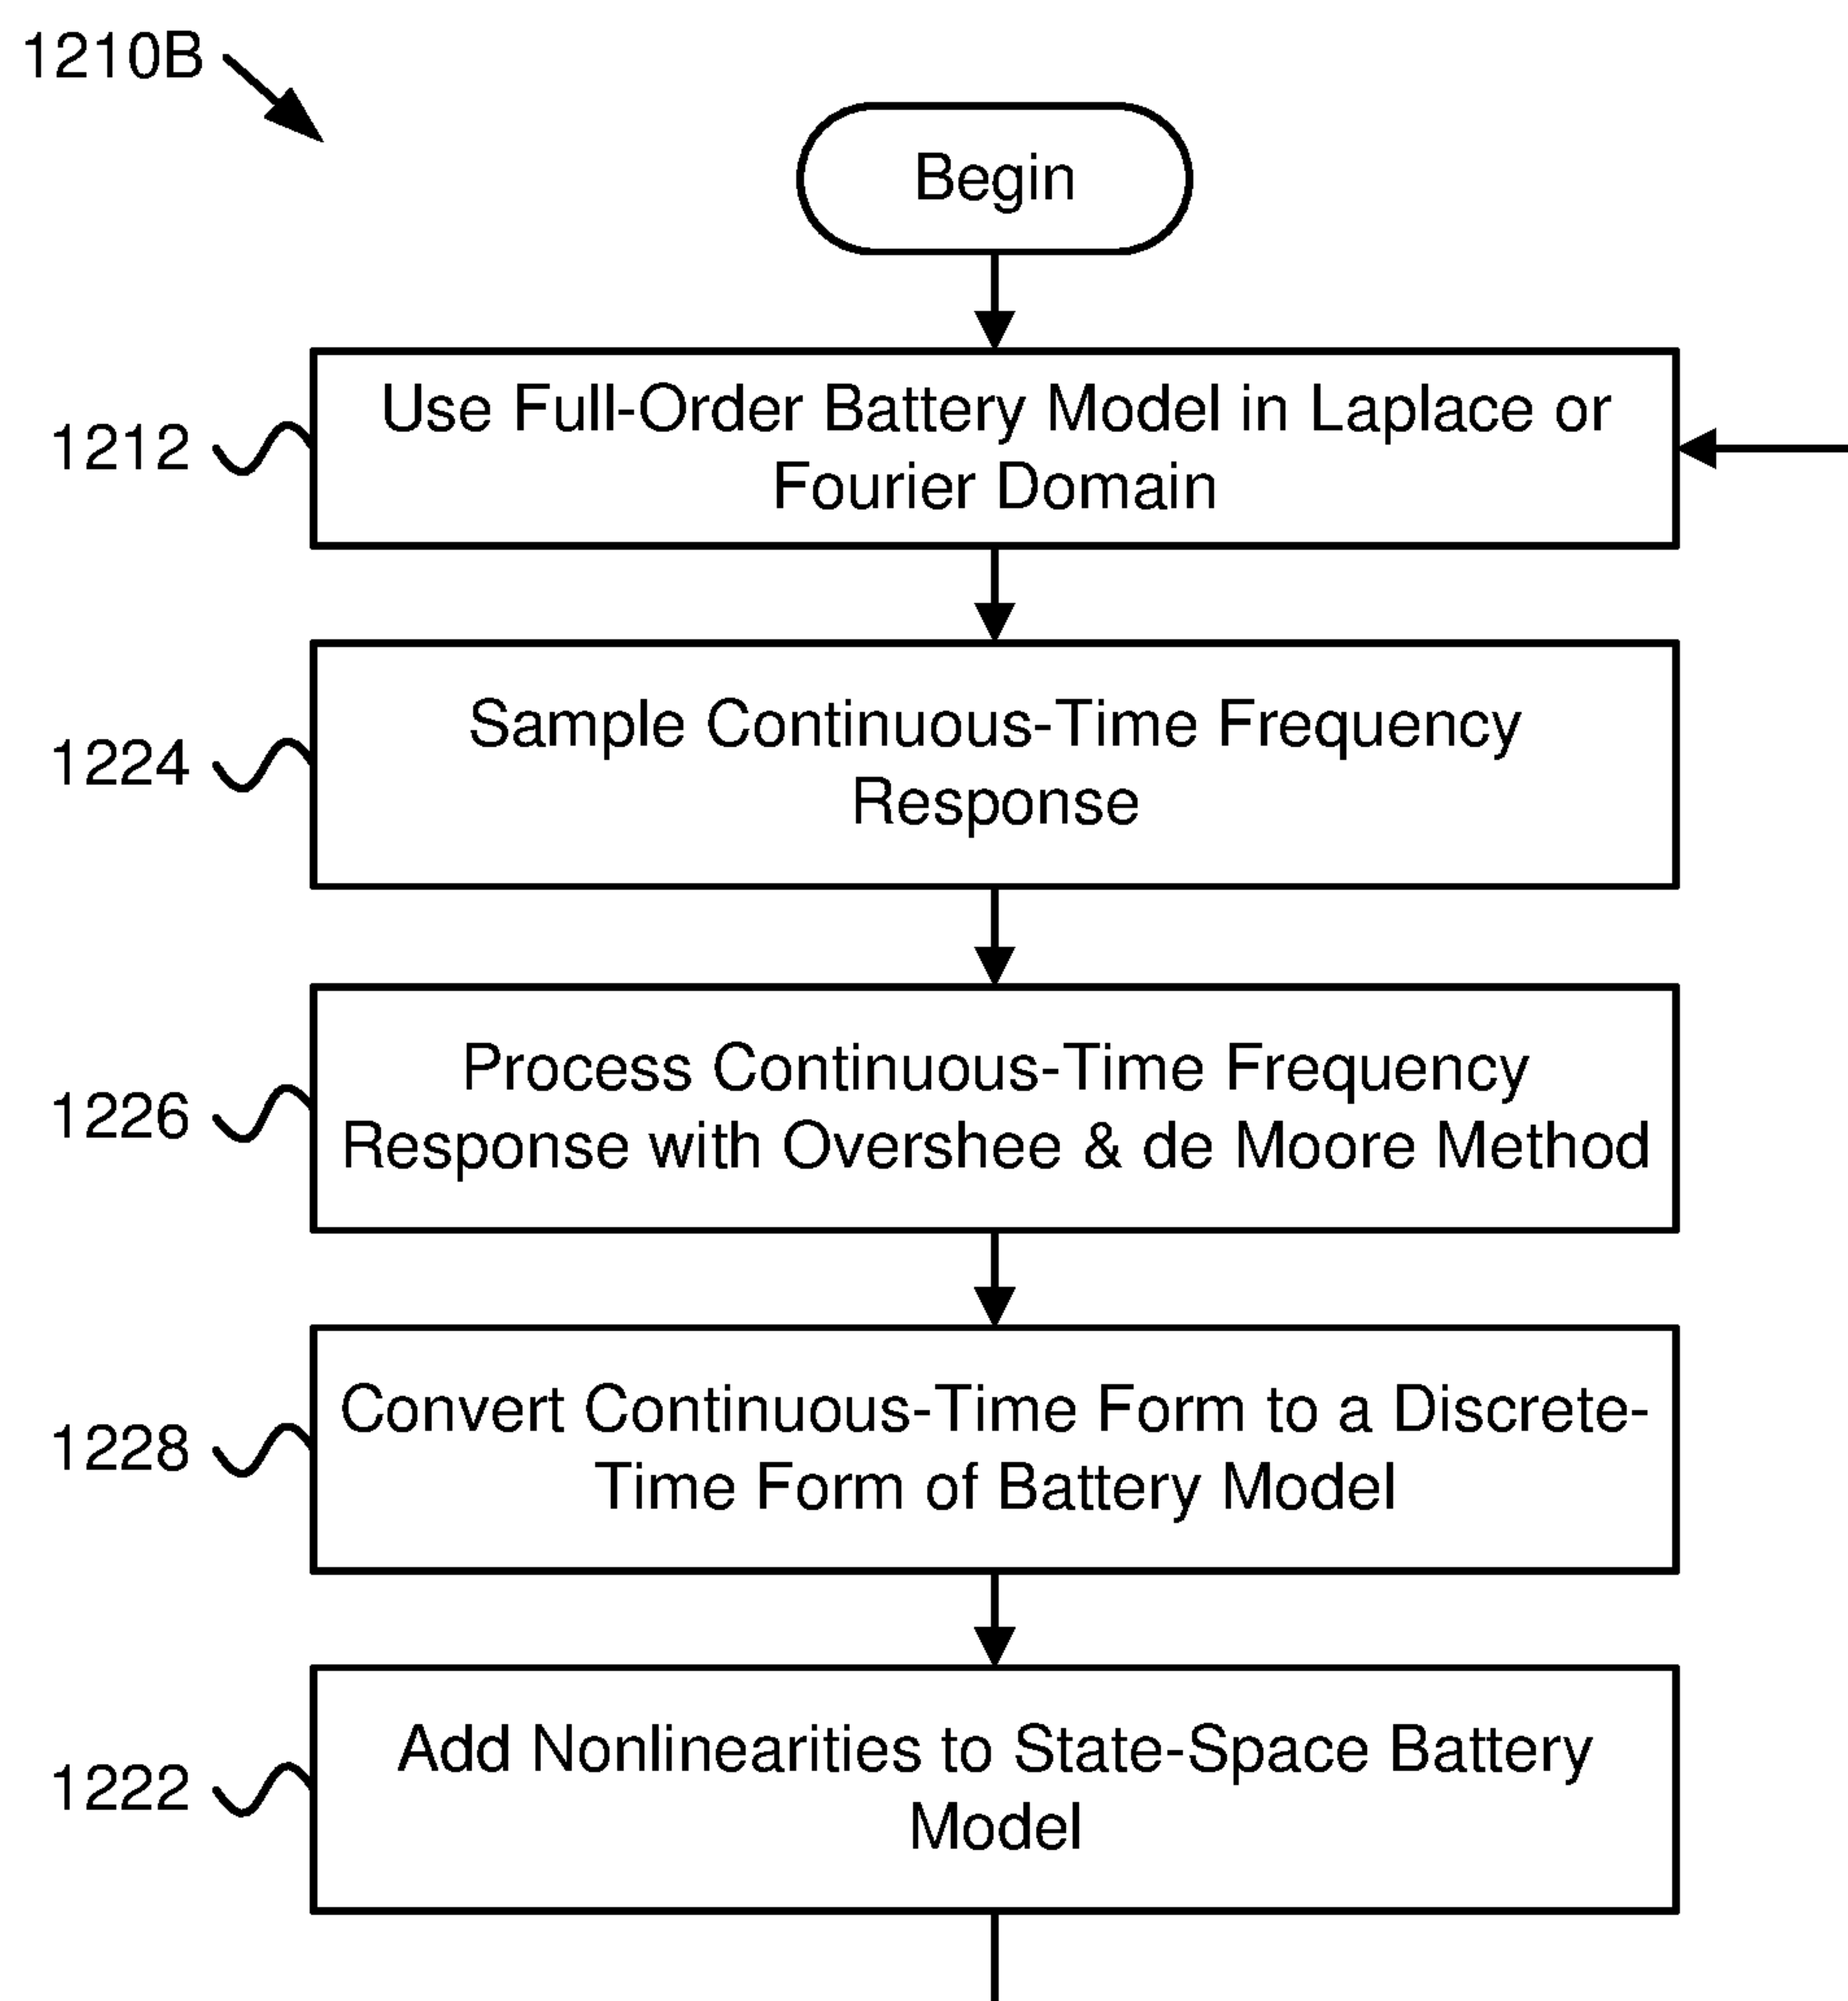 1210B
Begin
1212
Use Full-Order Battery Model in Laplace or
Fourier Domain
1224
Sample Continuous-Time Frequency
Response
1226
Process Continuous-Time Frequency
Response with Overshee & de Moore Method
1228
Convert Continuous-Time Form to a Discrete-
Time Form of Battery Model
1222
Add Nonlinearities to State-Space Battery
Model